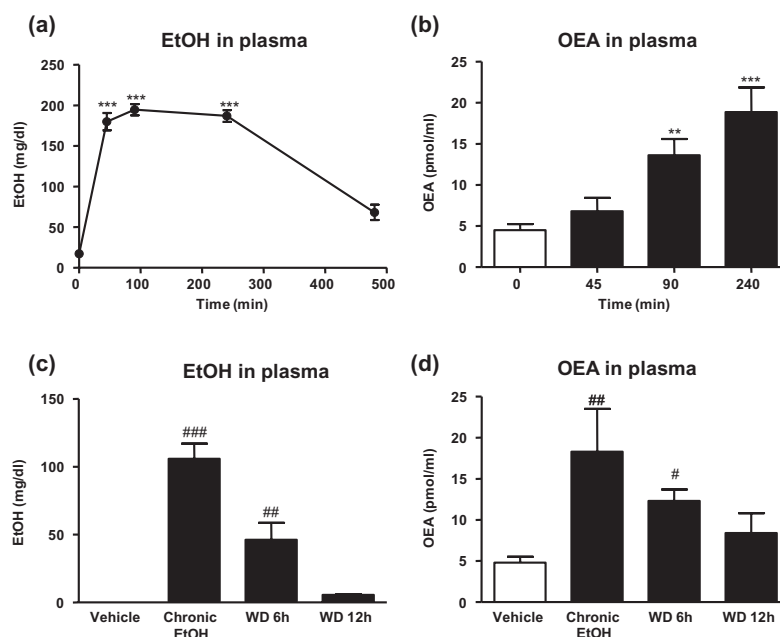 (a)
EtOH in plasma
250
200
150
100
50
0
EtOH (mg/dl)
***
***
***
0
100
200
300
400
500
Time (min)
(b)
OEA in plasma
25
20
15
10
5
0
OEA (pmol/ml)
**
***
0
45
90
240
Time (min)
(c)
EtOH in plasma
150
100
50
0
EtOH (mg/dl)
###
##
Vehicle
Chronic
EtOH
WD 6h
WD 12h
(d)
OEA in plasma
25
20
15
10
5
0
OEA (pmol/ml)
##
#
Vehicle
Chronic
EtOH
WD 6h
WD 12h